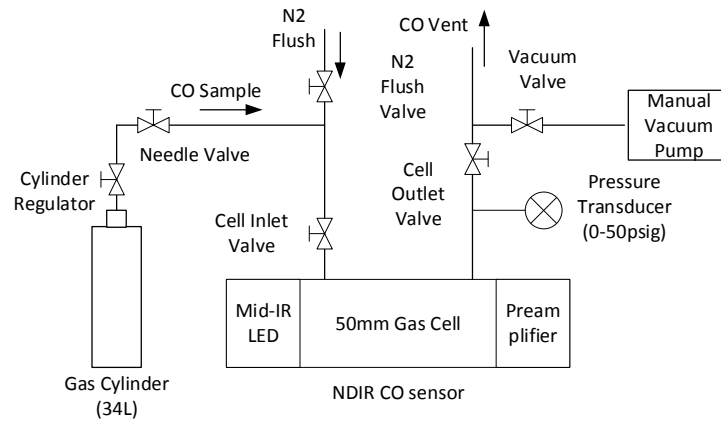 N2
Flush
CO Vent
N2
Flush
Valve
Vacuum
Valve
CO Sample
Manual
Vacuum
Pump
Needle Valve
Cylinder
Regulator
Cell
Outlet
Valve
Pressure
Transducer
(0-50psig)
Cell Inlet
Valve
Mid-IR
LED
50mm Gas Cell
Pream
plifier
Gas Cylinder
(34L)
NDIR CO sensor